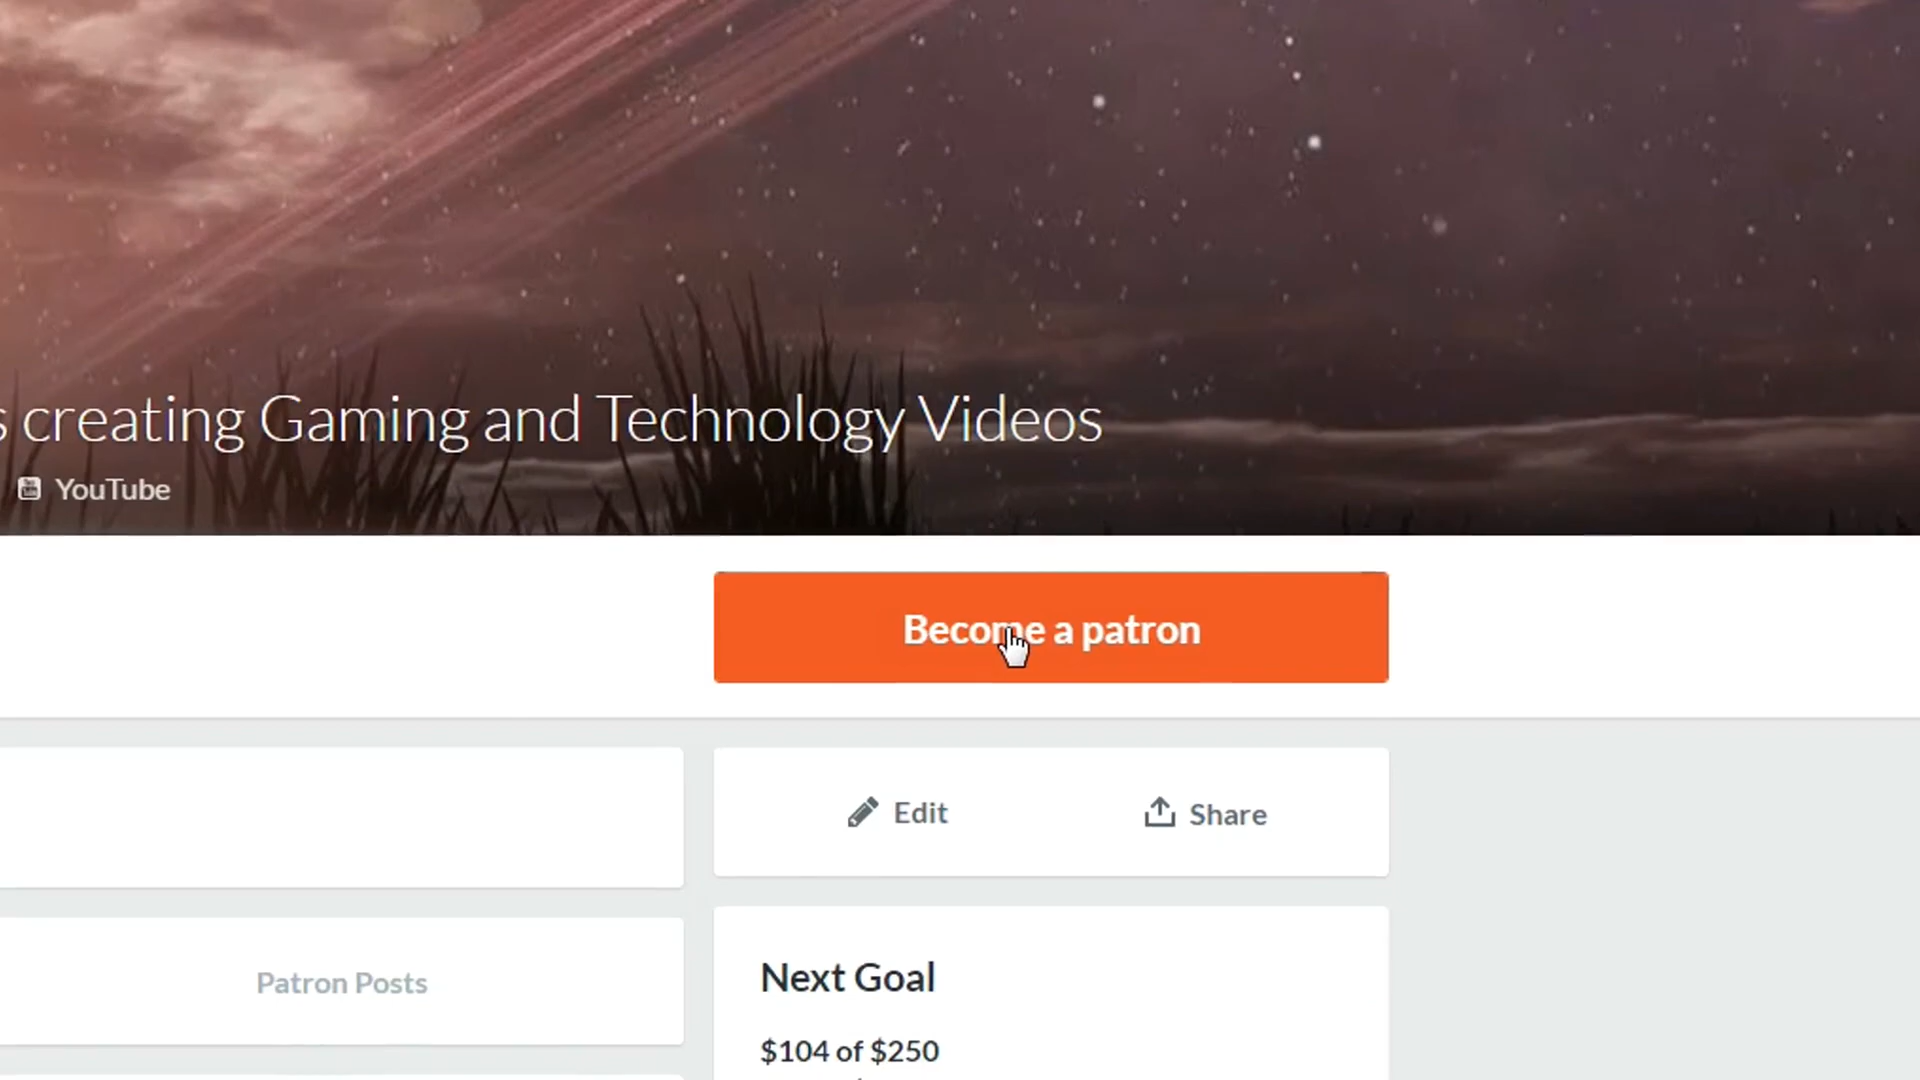 s creating Gaming and Technology Videos
YouTube
Become a patron
Edit
Share
Patron Posts
Next Goal
$104 of $250